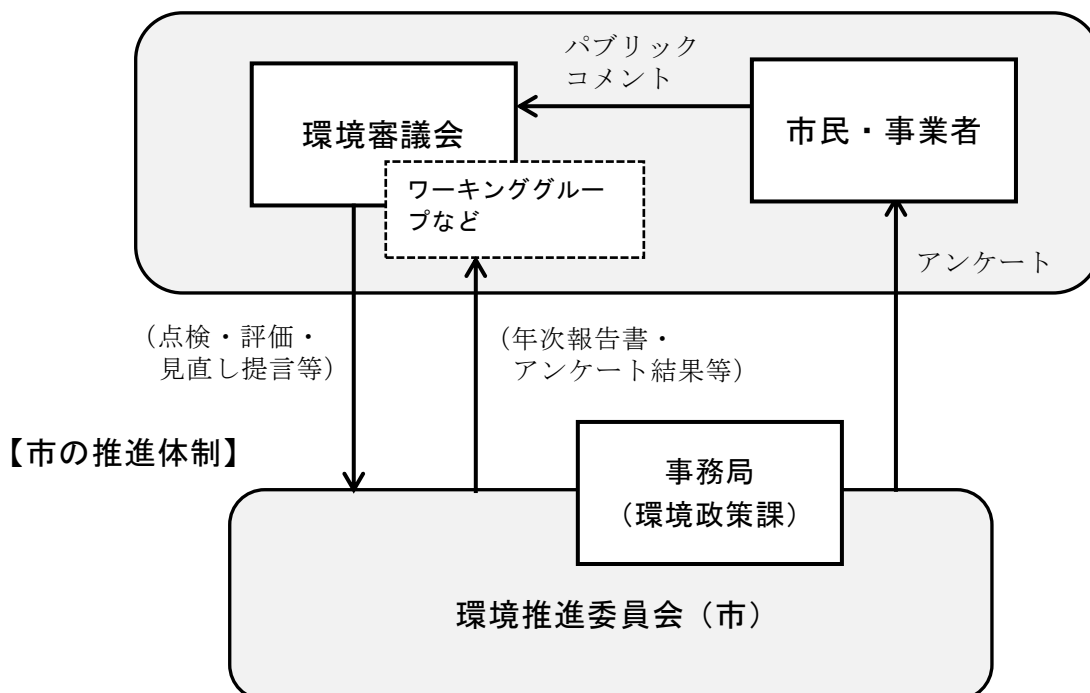 パブリック
コメント
環境審議会
市民・事業者
ワーキンググルー
プなど
アンケート
（点検・評価・
見直し提言等）
（年次報告書・
アンケート結果等）
【市の推進体制】
事務局
（環境政策課）
環境推進委員会（市）